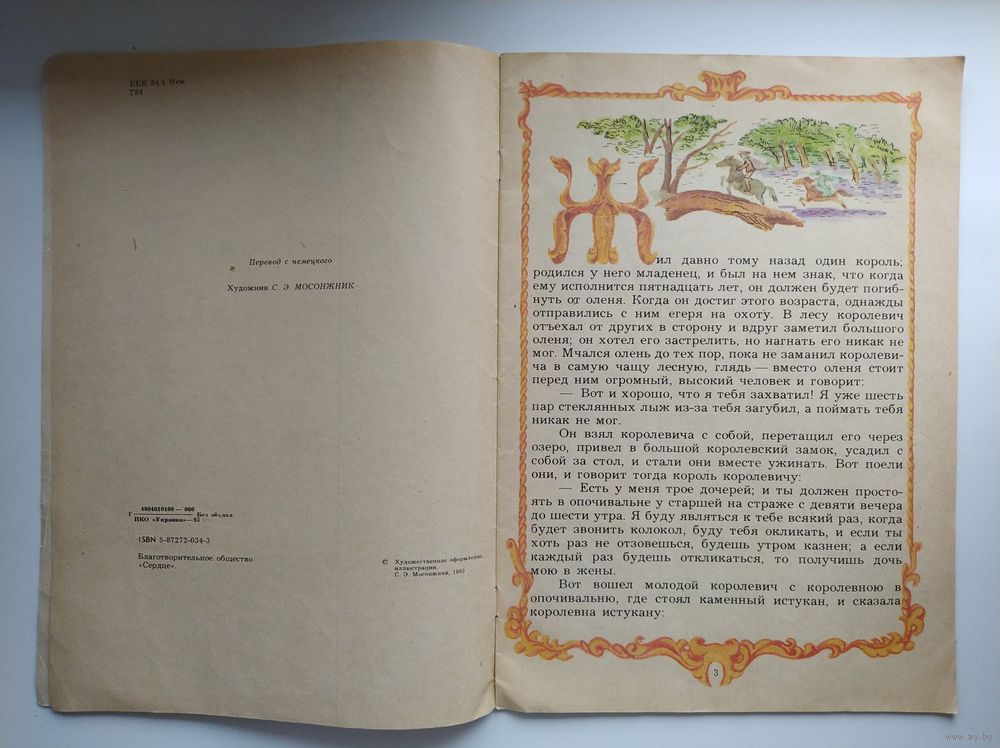 ББК 84.4 Нем
Г84
Перевод с немецкого
Художник С. Э. МОСОНЖНИК
4804010100 — 000
Г Без объявл.
ПКО «Украина»—93
ISBN 5-87272-034-3
Благотворительное общество
«Сердце».
© Художественное оформление,
иллюстрации.
С. Э. Мосонжник, 1993
Жил давно тому назад один король;
родился у него младенец, и был на нем знак, что когда
ему исполнится пятнадцать лет, он должен будет погиб-
нуть от оленя. Когда он достиг этого возраста, однажды
отправились с ним егеря на охоту. В лесу королевич
отъехал от других в сторону и вдруг заметил большого
оленя; он хотел его застрелить, но нагнать его никак не
мог. Мчался олень до тех пор, пока не заманил королеви-
ча в самую чащу лесную, глядь — вместо оленя стоит
перед ним огромный, высокий человек и говорит:
— Вот и хорошо, что я тебя захватил! Я уже шесть
пар стеклянных лыж из-за тебя загубил, а поймать тебя
никак не мог.
Он взял королевича с собой, перетащил его через
озеро, привел в большой королевский замок, усадил с
собой за стол, и стали они вместе ужинать. Вот поели
они, и говорит тогда король королевичу:
— Есть у меня трое дочерей; и ты должен просто-
ять в опочивальне у старшей на страже с девяти вечера
до шести утра. Я буду являться к тебе всякий раз, когда
будет звонить колокол, буду тебя окликать, и если ты
хоть раз не отзовешься, будешь утром казнен; а если
каждый раз будешь откликаться, то получишь дочь
мою в жены.
Вот вошел молодой королевич с королевною в
опочивальню, где стоял каменный истукан, и сказала
королевна истукану:
3
www.ay.by